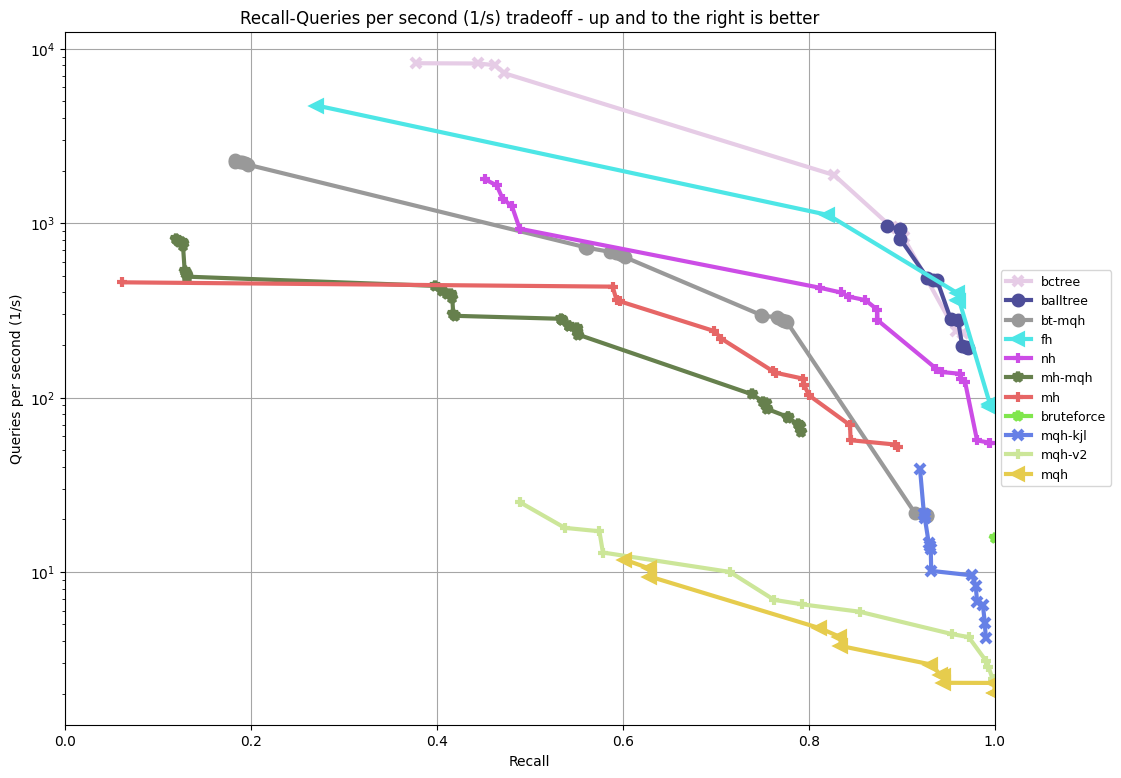 Recall-Queries per second (1/s) tradeoff - up and to the right is better
Queries per second (1/s)
10⁴
10³
10²
10¹
0.0 0.2 0.4 0.6 0.8 1.0
Recall
bctree
balltree
bt-mqh
fh
nh
mh-mqh
mh
bruteforce
mqh-kjl
mqh-v2
mqh